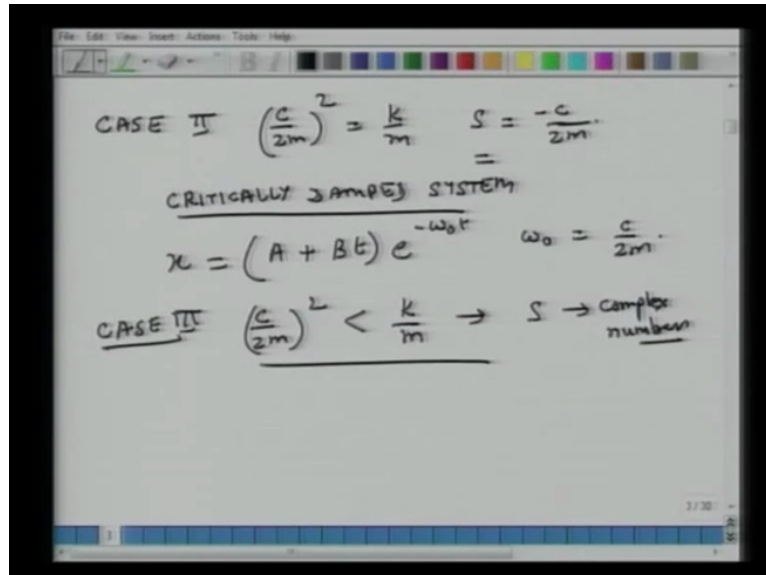 File Edit View Insert Actions Tools Help
CASE II (c/2m)² = k/m S = -c/2m.
=
CRITICALLY DAMPED SYSTEM
x = (A + Bt) e^(-ω₀t) ω₀ = c/2m.
CASE III (c/2m)² < k/m → S → complex numbers
3/30
3